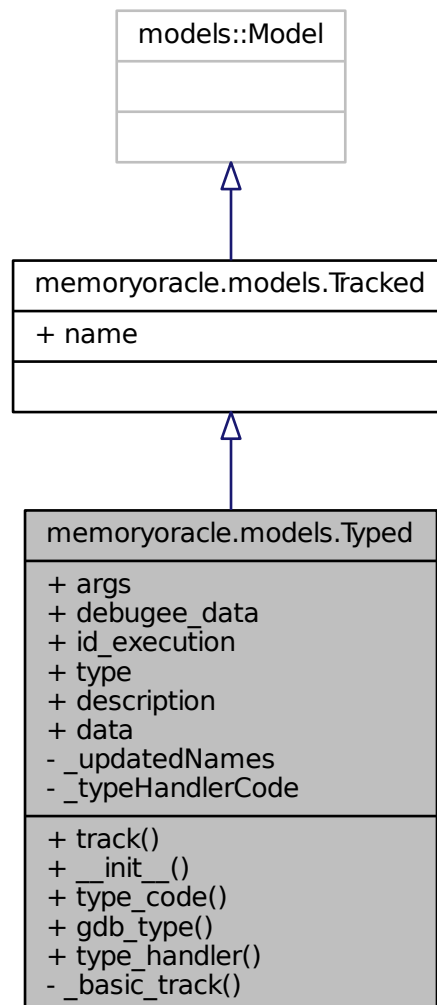 models::Model
memoryoracle.models.Tracked
+ name
memoryoracle.models.Typed
+ args
+ debugee_data
+ id_execution
+ type
+ description
+ data
- _updatedNames
- _typeHandlerCode
+ track()
+ __init__()
+ type_code()
+ gdb_type()
+ type_handler()
- _basic_track()